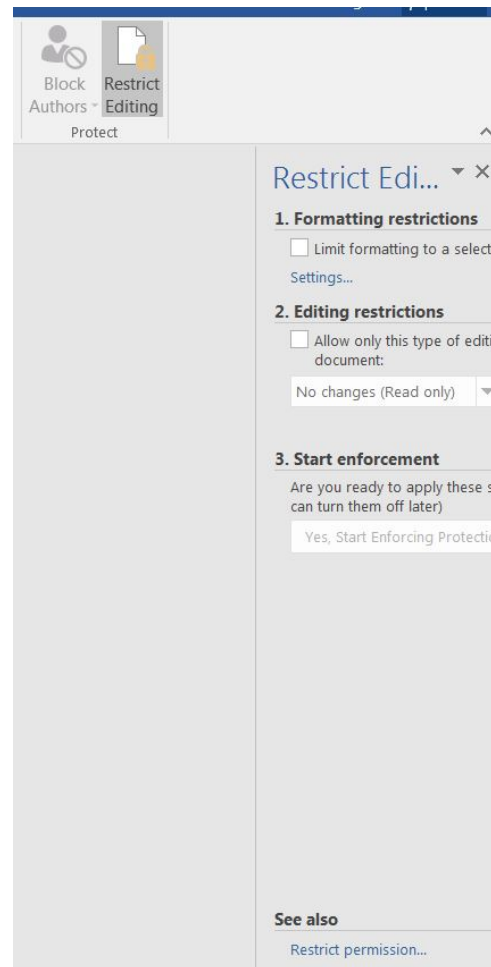 Block
Authors
Restrict
Editing
Protect
Restrict Edi...
1. Formatting restrictions
Limit formatting to a select
Settings...
2. Editing restrictions
Allow only this type of editi
document:
No changes (Read only)
3. Start enforcement
Are you ready to apply these s
can turn them off later)
Yes, Start Enforcing Protectio
See also
Restrict permission...